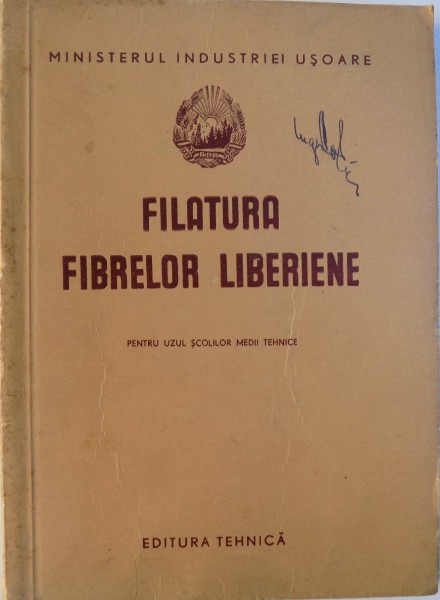 MINISTERUL INDUSTRIEI UȘOARE
FILATURA
FIBRELOR LIBERIENE
PENTRU UZUL ȘCOLILOR MEDII TEHNICE
EDITURA TEHNICĂ